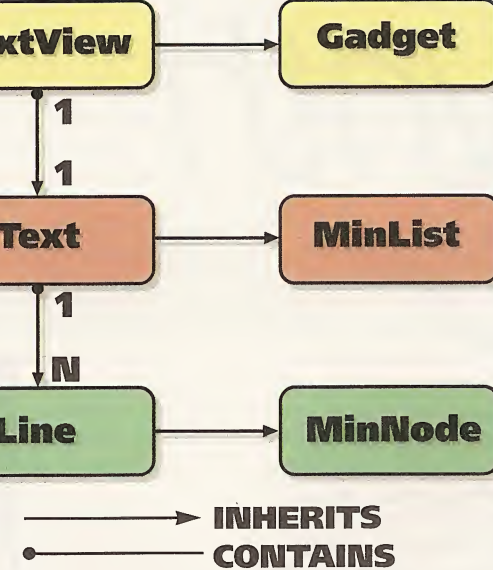 xtView Gadget
1
1
Text MinList
1
N
Line MinNode
INHERITS
CONTAINS